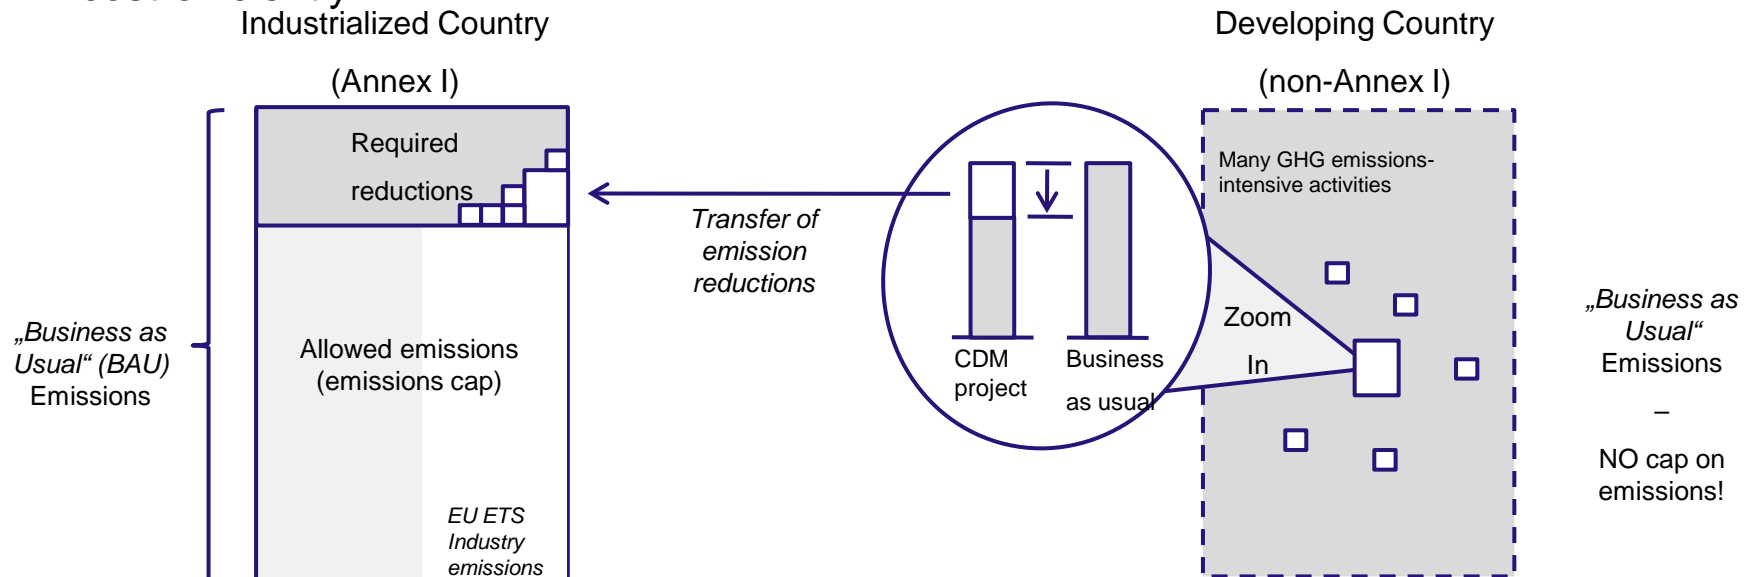 Industrialized Country
(Annex I)
Developing Country
(non-Annex I)
Required
reductions
Many GHG emissions-
intensive activities
Transfer of
emission
reductions
„Business as
Usual“ (BAU)
Emissions
Allowed emissions
(emissions cap)
EU ETS
Industry
emissions
CDM
project
Business
as usual
Zoom
In
„Business as
Usual“
Emissions
–
NO cap on
emissions!